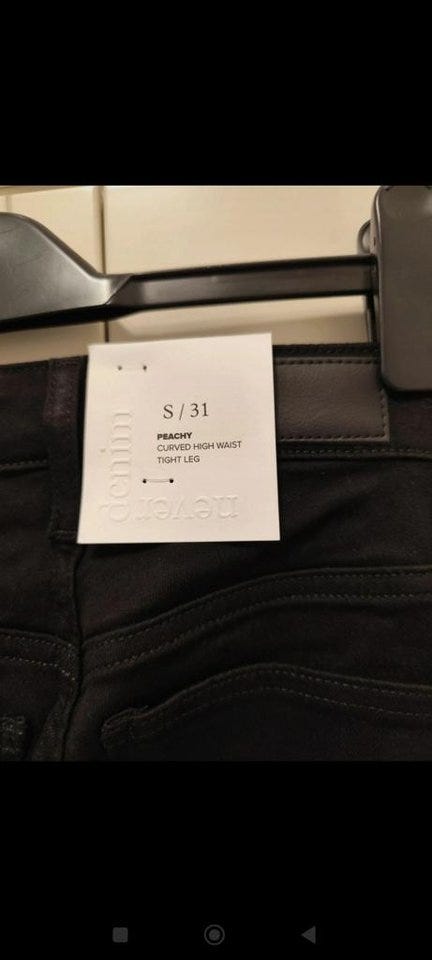 S / 31
PEACHY
CURVED HIGH WAIST
TIGHT LEG
never
denim